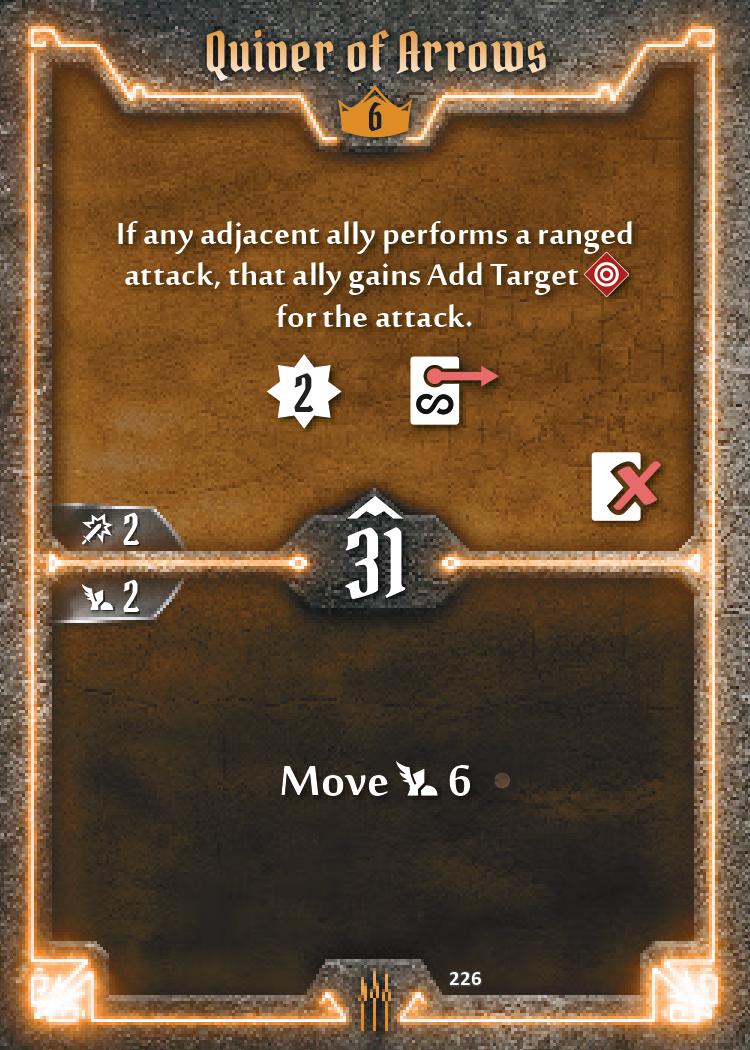 Quiver of Arrows
6
If any adjacent ally performs a ranged
attack, that ally gains Add Target
for the attack.
2
2
31
2
Move 6
226